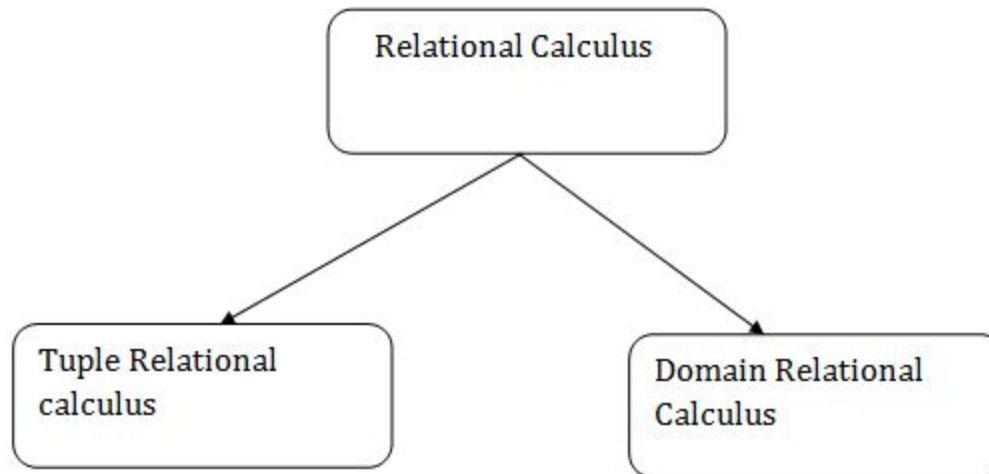 Relational Calculus
Tuple Relational
calculus
Domain Relational
Calculus